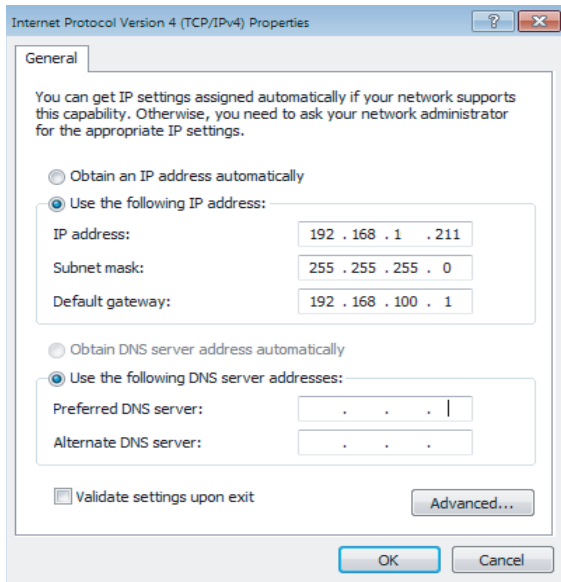 Internet Protocol Version 4 (TCP/IPv4) Properties
?
General
You can get IP settings assigned automatically if your network supports
this capability. Otherwise, you need to ask your network administrator
for the appropriate IP settings.
Obtain an IP address automatically
Use the following IP address:
IP address: 192 . 168 . 1 . 211
Subnet mask: 255 . 255 . 255 . 0
Default gateway: 192 . 168 . 100 . 1
Obtain DNS server address automatically
Use the following DNS server addresses:
Preferred DNS server: . . .
Alternate DNS server: . . .
Validate settings upon exit
Advanced...
OK Cancel